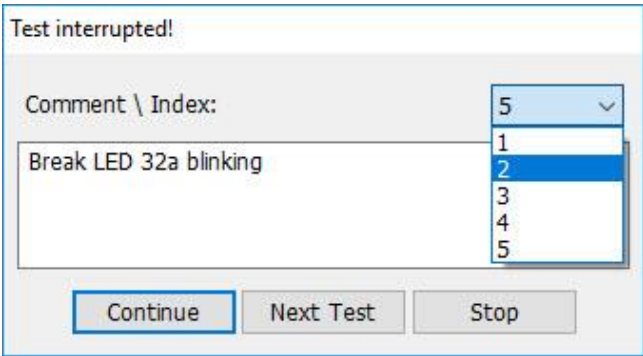 Test interrupted!
Comment \ Index:
5
Break LED 32a blinking
1
2
3
4
5
Continue
Next Test
Stop